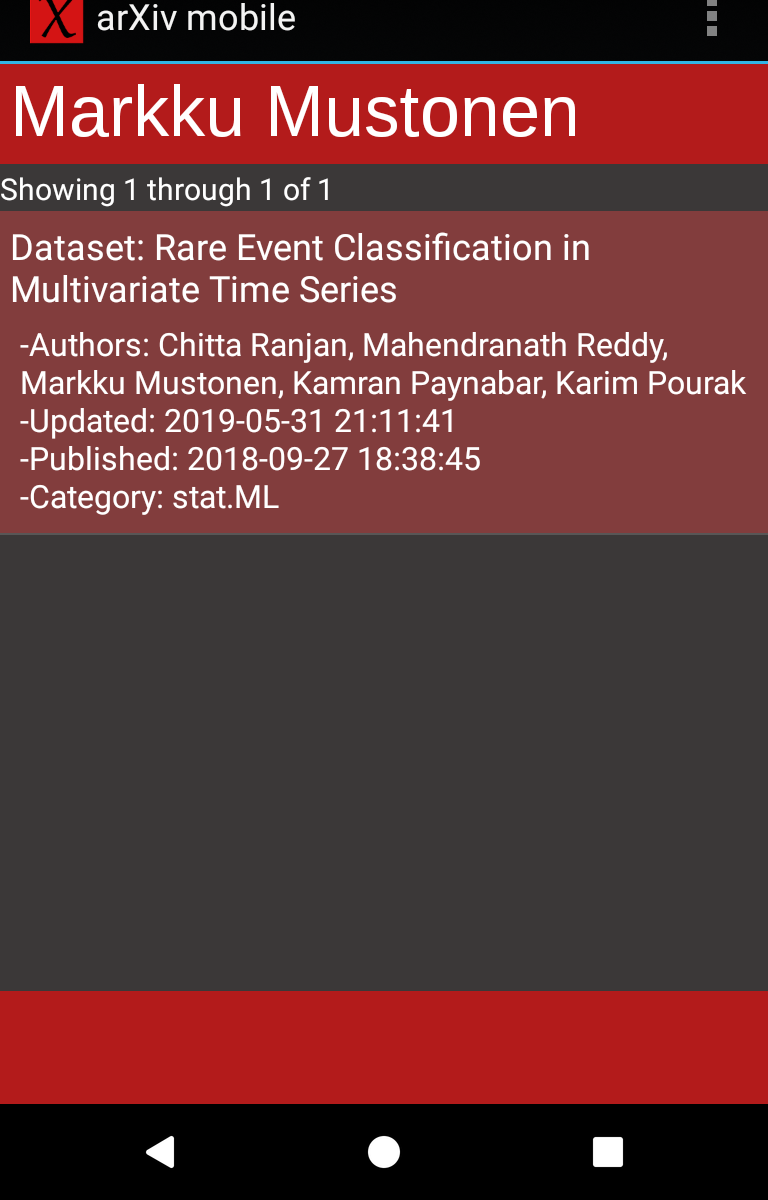 arXiv mobile
Markku Mustonen
Showing 1 through 1 of 1
Dataset: Rare Event Classification in
Multivariate Time Series
-Authors: Chitta Ranjan, Mahendranath Reddy,
Markku Mustonen, Kamran Paynabar, Karim Pourak
-Updated: 2019-05-31 21:11:41
-Published: 2018-09-27 18:38:45
-Category: stat.ML